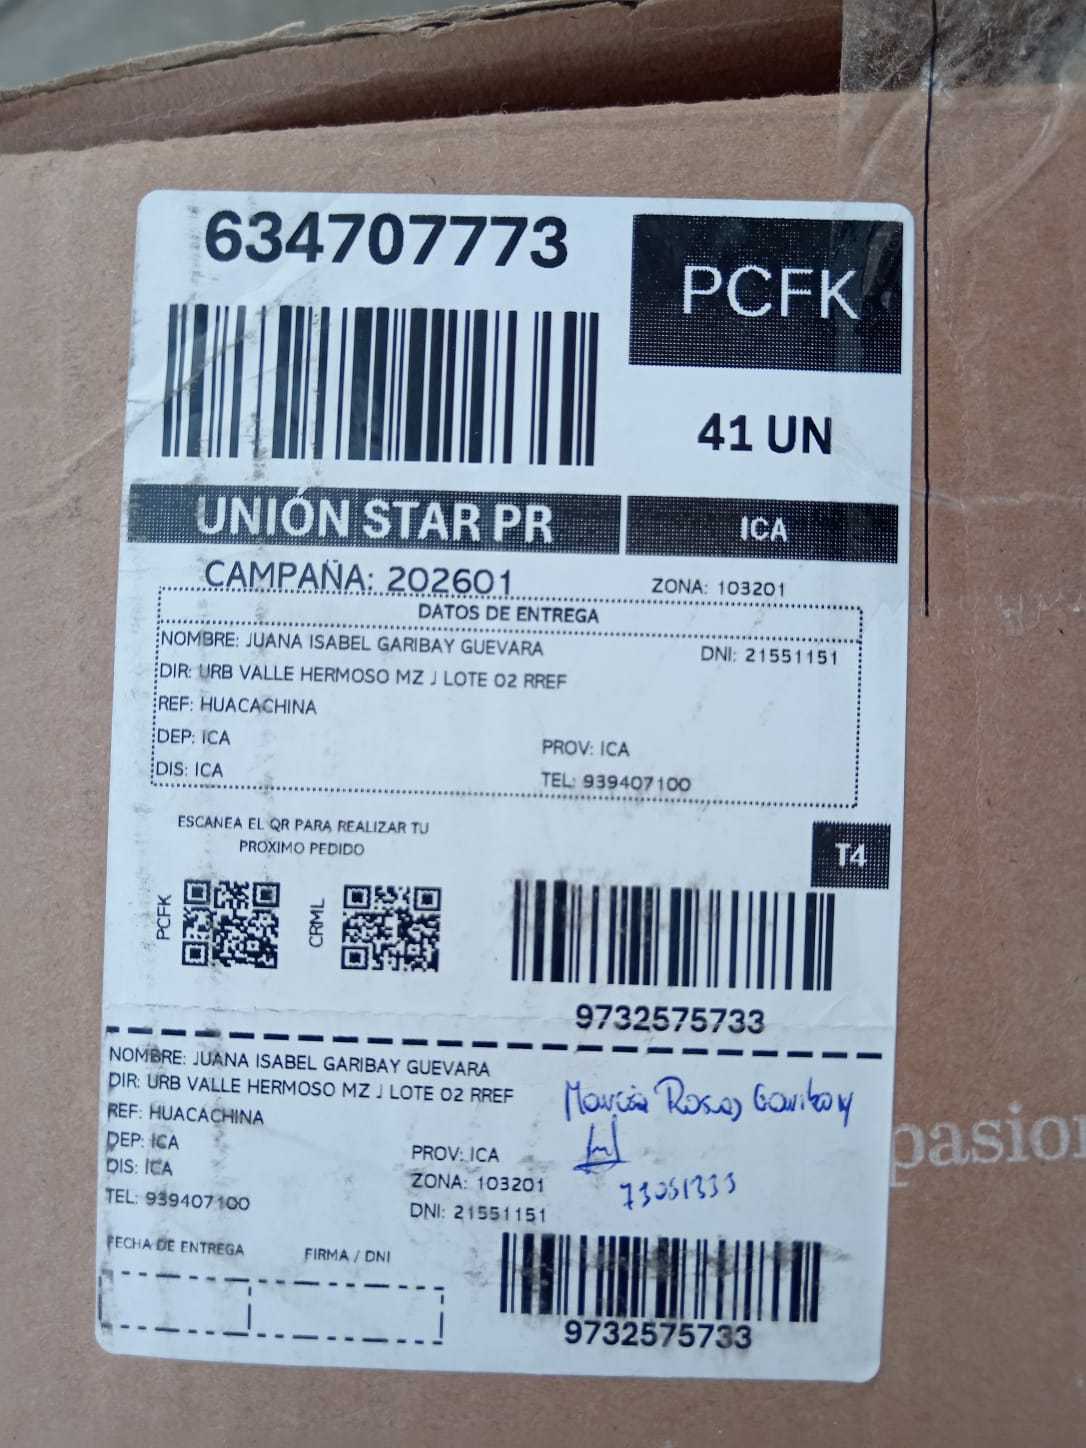 634707773
PCFK
41 UN
UNIÓN STAR PR
ICA
CAMPAÑA: 202601
ZONA: 103201
DATOS DE ENTREGA
NOMBRE: JUANA ISABEL GARIBAY GUEVARA
DNI: 21551151
DIR: URB VALLE HERMOSO MZ J LOTE 02 RREF
REF: HUACACHINA
DEP: ICA
PROV: ICA
DIS: ICA
TEL: 939407100
ESCANEA EL QR PARA REALIZAR TU
PROXIMO PEDIDO
T4
PCFK
CRML
9732575733
NOMBRE: JUANA ISABEL GARIBAY GUEVARA
DIR: URB VALLE HERMOSO MZ J LOTE 02 RREF
REF: HUACACHINA
DEP: ICA
PROV: ICA
DIS: ICA
ZONA: 103201
TEL: 939407100
DNI: 21551151
Rosas Garibay
FECHA DE ENTREGA
FIRMA / DNI
9732575733
pasion